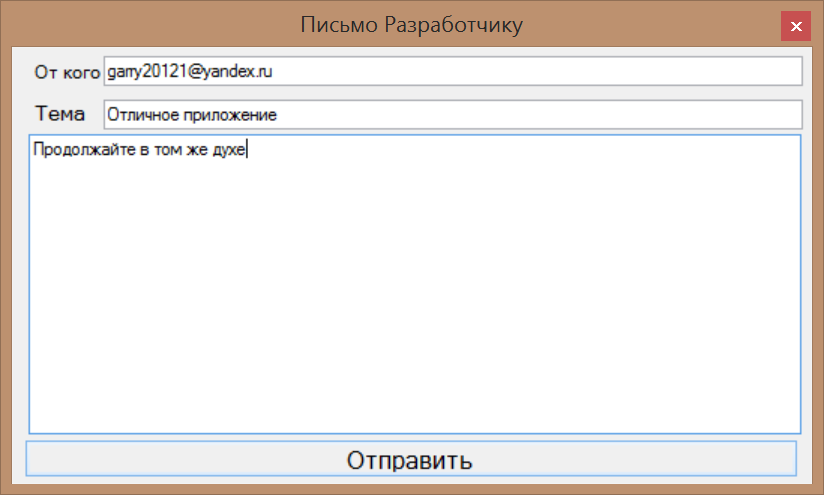 Письмо Разработчику
От кого garry20121@yandex.ru
Тема Отличное приложение
Продолжайте в том же духе
Отправить